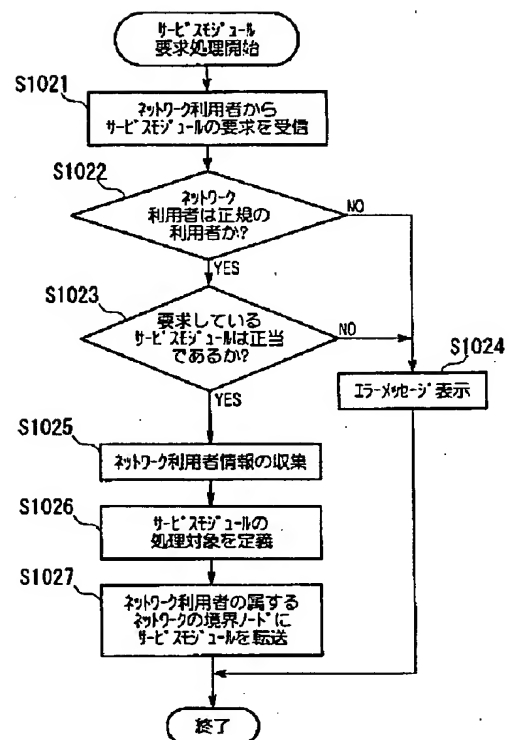 サービスモジュール
要求処理開始
S1021
ネットワーク利用者から
サービスモジュールの要求を受信
S1022
ネットワーク
利用者は正規の
利用者か?
NO
YES
S1023
要求している
サービスモジュールは正当
であるか?
NO
YES
S1024
エラーメッセージ表示
S1025
ネットワーク利用者情報の収集
S1026
サービスモジュールの
処理対象を定義
S1027
ネットワーク利用者の属する
ネットワークの境界ノードに
サービスモジュールを転送
終了